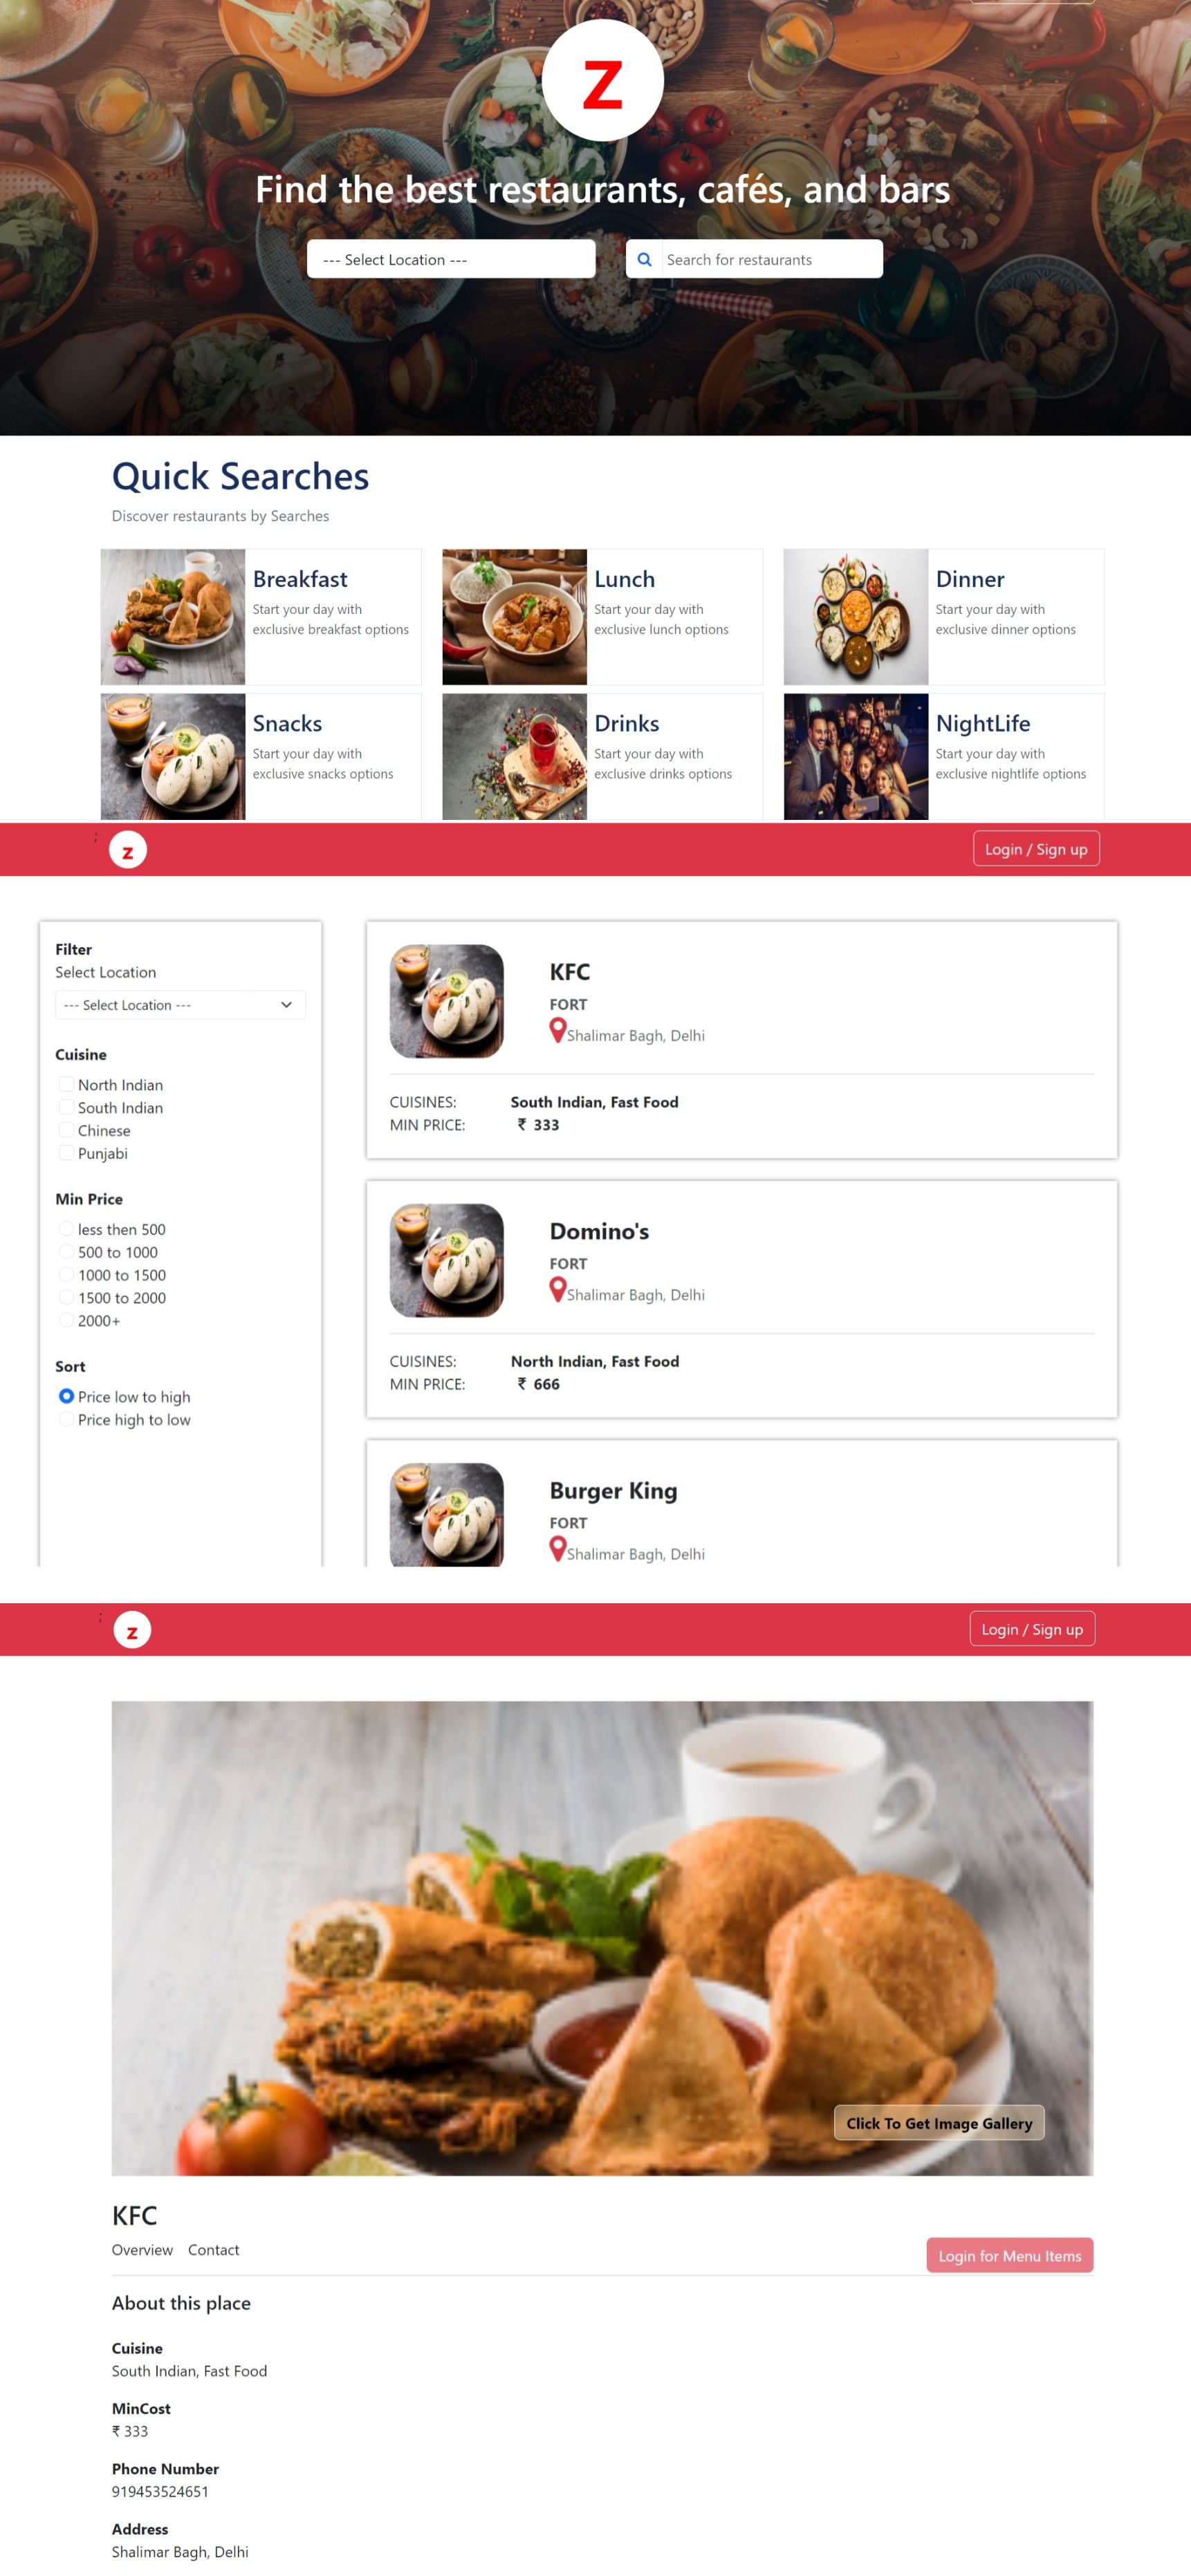 Z
Find the best restaurants, cafés, and bars
--- Select Location ---
Search for restaurants
Quick Searches
Discover restaurants by Searches
Breakfast
Start your day with
exclusive breakfast options
Lunch
Start your day with
exclusive lunch options
Dinner
Start your day with
exclusive dinner options
Snacks
Start your day with
exclusive snacks options
Drinks
Start your day with
exclusive drinks options
NightLife
Start your day with
exclusive nightlife options
;
Z
Login / Sign up
Filter
Select Location
--- Select Location ---
Cuisine
North Indian
South Indian
Chinese
Punjabi
Min Price
less then 500
500 to 1000
1000 to 1500
1500 to 2000
2000+
Sort
Price low to high
Price high to low
KFC
FORT
Shalimar Bagh, Delhi
CUISINES: South Indian, Fast Food
MIN PRICE: ₹ 333
Domino's
FORT
Shalimar Bagh, Delhi
CUISINES: North Indian, Fast Food
MIN PRICE: ₹ 666
Burger King
FORT
Shalimar Bagh, Delhi
;
Z
Login / Sign up
Click To Get Image Gallery
KFC
Overview Contact
Login for Menu Items
About this place
Cuisine
South Indian, Fast Food
MinCost
₹ 333
Phone Number
919453524651
Address
Shalimar Bagh, Delhi